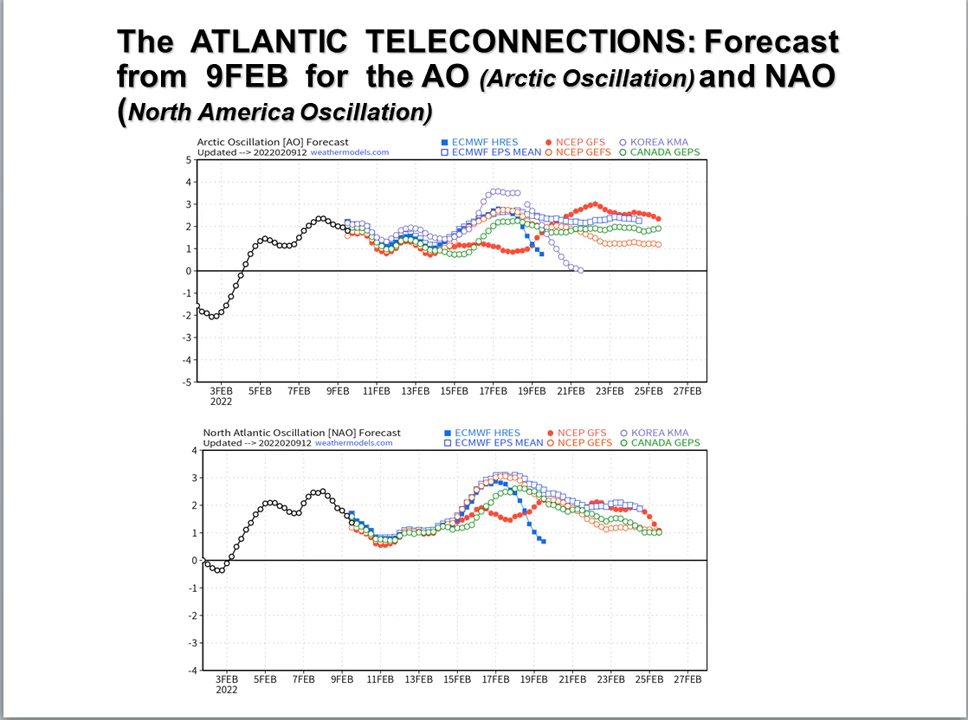 The ATLANTIC TELECONNECTIONS: Forecast
from 9FEB for the AO (Arctic Oscillation) and NAO
(North America Oscillation)
Arctic Oscillation [AO] Forecast
Updated --> 2022020912 weathermodels.com
ECMWF HRES NCEP GFS KOREA KMA
ECMWF EPS MEAN NCEP GEFS CANADA GEPS
5
4
3
2
1
0
-1
-2
-3
-4
-5
3FEB 5FEB 7FEB 9FEB 11FEB 13FEB 15FEB 17FEB 19FEB 21FEB 23FEB 25FEB 27FEB
2022
North Atlantic Oscillation [NAO] Forecast
Updated --> 2022020912 weathermodels.com
ECMWF HRES NCEP GFS KOREA KMA
ECMWF EPS MEAN NCEP GEFS CANADA GEPS
4
3
2
1
0
-1
-2
-3
-4
3FEB 5FEB 7FEB 9FEB 11FEB 13FEB 15FEB 17FEB 19FEB 21FEB 23FEB 25FEB 27FEB
2022